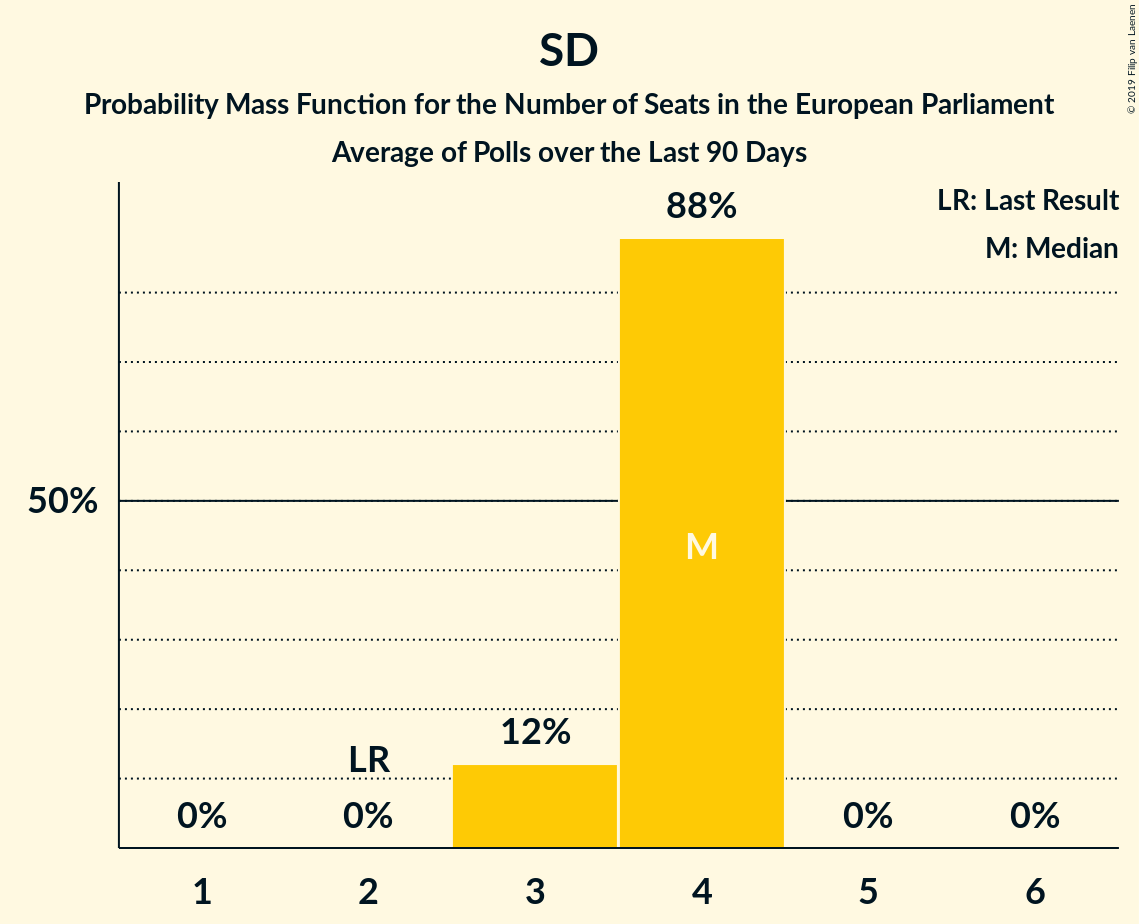 SD
Probability Mass Function for the Number of Seats in the European Parliament
Average of Polls over the Last 90 Days
© 2019 Filip van Laenen
LR: Last Result
M: Median
88%
50%
M
12%
LR
0%
0%
0%
0%
1
2
3
4
5
6